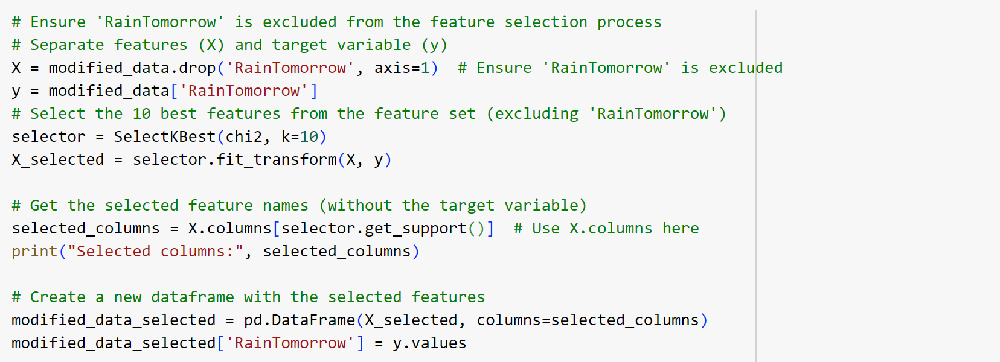 # Ensure 'RainTomorrow' is excluded from the feature selection process
# Separate features (X) and target variable (y)
X = modified_data.drop('RainTomorrow', axis=1)  # Ensure 'RainTomorrow' is excluded
y = modified_data['RainTomorrow']
# Select the 10 best features from the feature set (excluding 'RainTomorrow')
selector = SelectKBest(chi2, k=10)
X_selected = selector.fit_transform(X, y)

# Get the selected feature names (without the target variable)
selected_columns = X.columns[selector.get_support()]  # Use X.columns here
print("Selected columns:", selected_columns)

# Create a new dataframe with the selected features
modified_data_selected = pd.DataFrame(X_selected, columns=selected_columns)
modified_data_selected['RainTomorrow'] = y.values